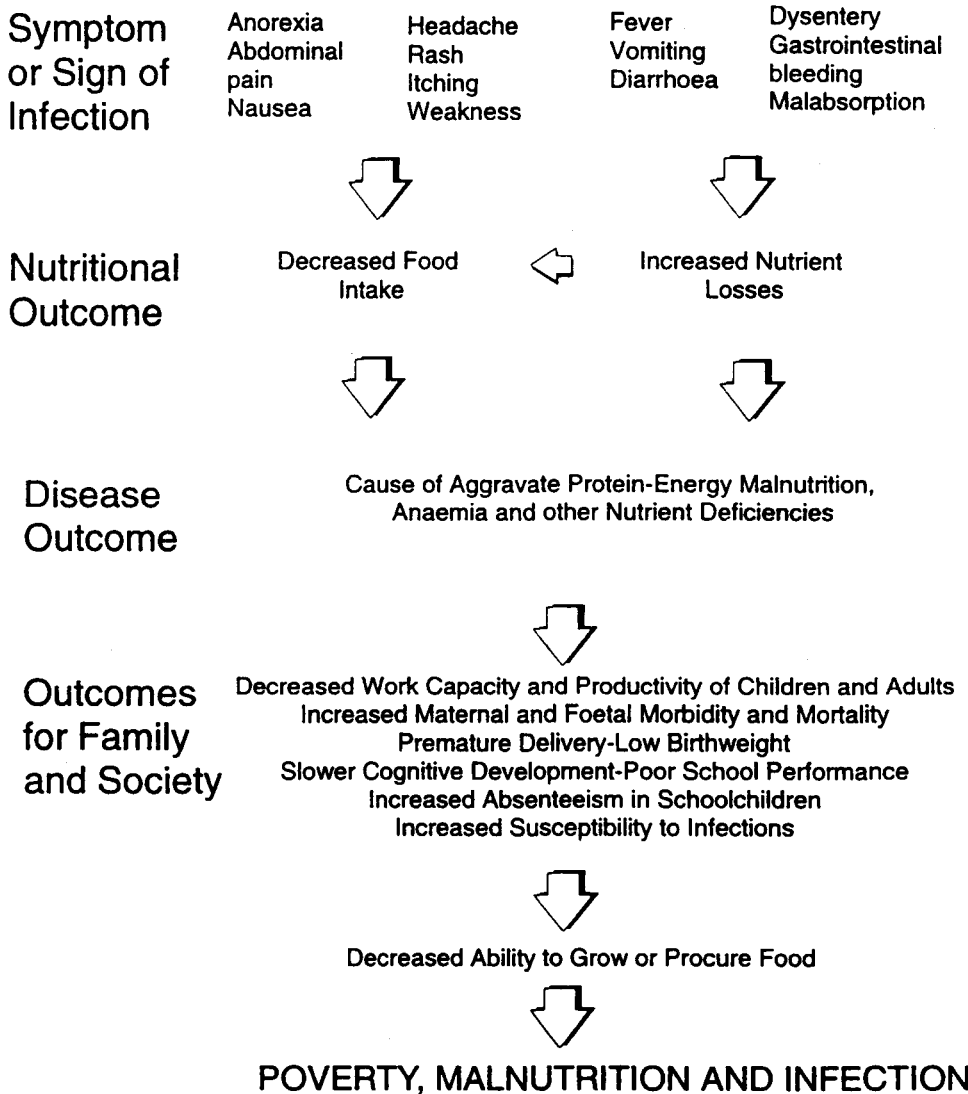 Symptom
or Sign of
Infection
Anorexia
Abdominal
pain
Nausea
Headache
Rash
Itching
Weakness
Fever
Vomiting
Diarrhoea
Dysentery
Gastrointestinal
bleeding
Malabsorption
Nutritional
Outcome
Decreased Food
Intake
Increased Nutrient
Losses
Disease
Outcome
Cause of Aggravate Protein-Energy Malnutrition,
Anaemia and other Nutrient Deficiencies
Outcomes
for Family
and Society
Decreased Work Capacity and Productivity of Children and Adults
Increased Maternal and Foetal Morbidity and Mortality
Premature Delivery-Low Birthweight
Slower Cognitive Development-Poor School Performance
Increased Absenteeism in Schoolchildren
Increased Susceptibility to Infections
Decreased Ability to Grow or Procure Food
POVERTY, MALNUTRITION AND INFECTION